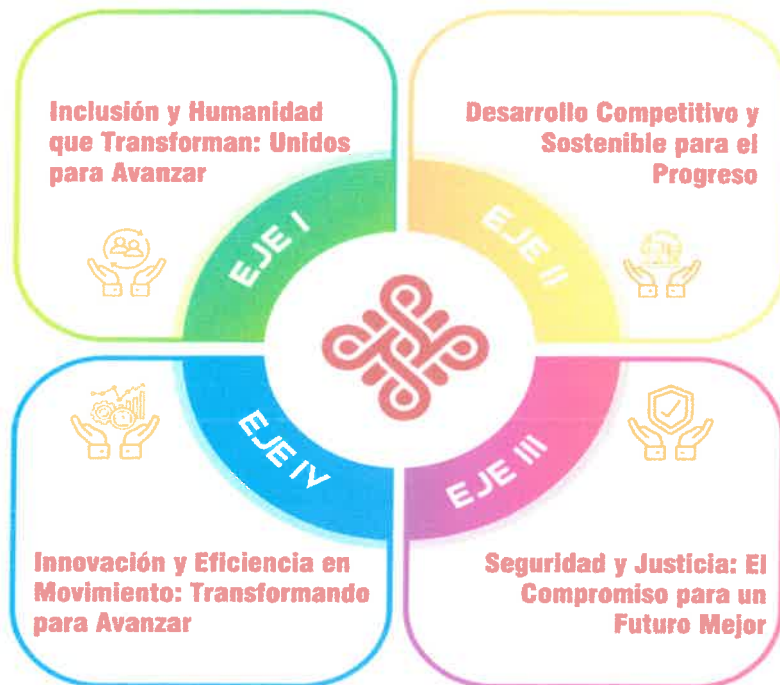 Inclusión y Humanidad
que Transforman: Unidos
para Avanzar
EJE I
Desarrollo Competitivo y
Sostenible para el
Progreso
EJE II
EJE IV
Innovación y Eficiencia en
Movimiento: Transformando
para Avanzar
EJE III
Seguridad y Justicia: El
Compromiso para un
Futuro Mejor